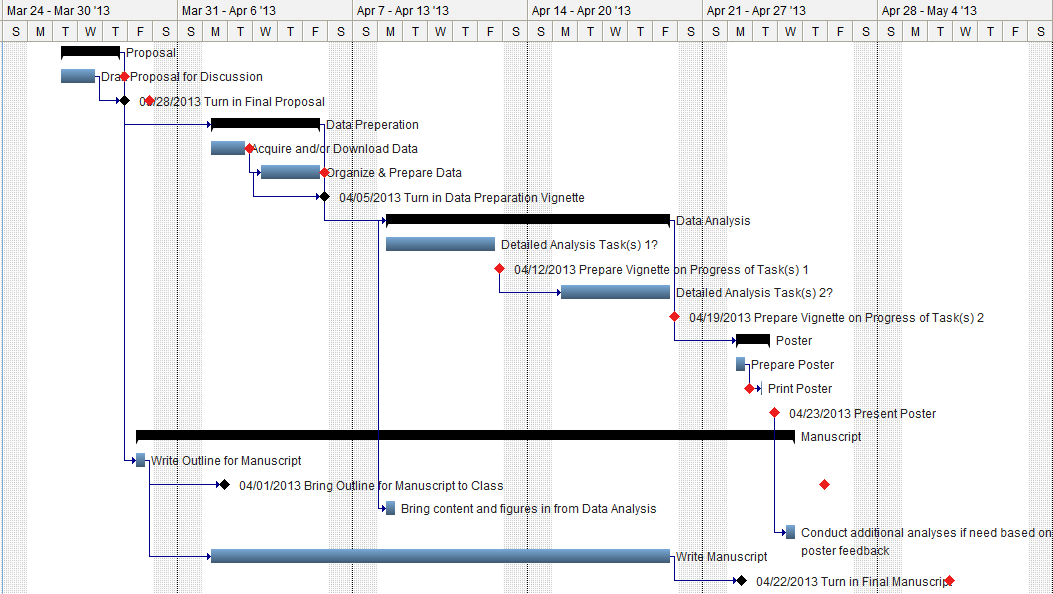 Mar 24 - Mar 30 '13 Mar 31 - Apr 6 '13 Apr 7 - Apr 13 '13 Apr 14 - Apr 20 '13 Apr 21 - Apr 27 '13 Apr 28 - May 4 '13
S M T W T F S S M T W T F S S M T W T F S S M T W T F S S M T W T F S S M T W T F S
Proposal
Draft Proposal for Discussion
03/28/2013 Turn in Final Proposal
Data Preperation
Acquire and/or Download Data
Organize & Prepare Data
04/05/2013 Turn in Data Preparation Vignette
Data Analysis
Detailed Analysis Task(s) 1?
04/12/2013 Prepare Vignette on Progress of Task(s) 1
Detailed Analysis Task(s) 2?
04/19/2013 Prepare Vignette on Progress of Task(s) 2
Poster
Prepare Poster
Print Poster
04/23/2013 Present Poster
Manuscript
Write Outline for Manuscript
04/01/2013 Bring Outline for Manuscript to Class
Bring content and figures in from Data Analysis
Conduct additional analyses if need based on
poster feedback
Write Manuscript
04/22/2013 Turn in Final Manuscript